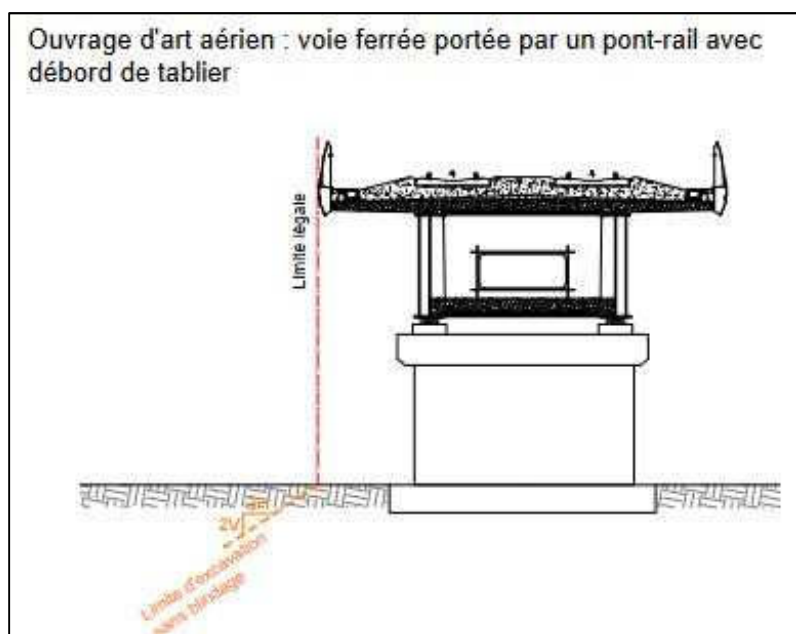 Ouvrage d'art aérien : voie ferrée portée par un pont-rail avec
débord de tablier
Limite légale
2V
Limite d'excavation
sans blindage